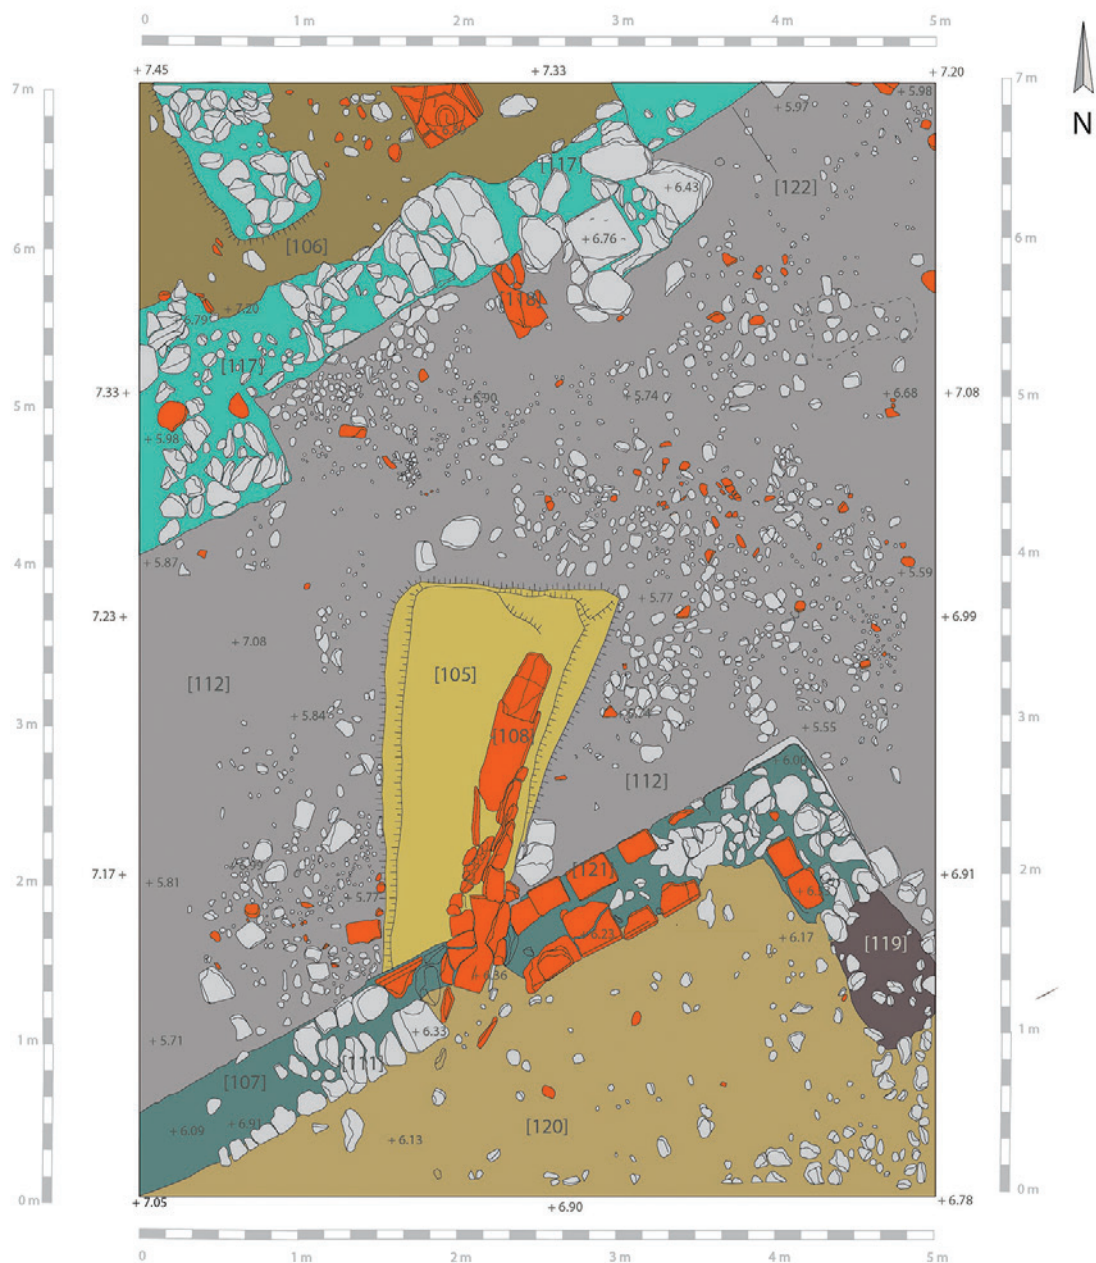 0 1 m 2 m 3 m 4 m 5 m
+ 7.45 + 7.33 + 7.20
7 m 7 m
N
+ 5.98
+ 5.97
[117]
[122]
+ 6.43
+ 6.76
6 m 6 m
[106]
[118]
+ 7.20
6.79
[117]
7.33 + + 5.90 + 5.74 + 6.68 + 7.08
5 m 5 m
+ 5.98
+ 5.87
4 m 4 m
+ 5.59
+ 5.77
7.23 + + 6.99
+ 7.08
[105]
[112]
+ 5.84
3 m 3 m
+ 5.55
[108]
+ 6.00
[112]
7.17 + [121] + 6.91
+ 5.81
2 m 2 m
+ 5.77
+ 6.23 + 6.17
[119]
+ 6.36
+ 6.33
+ 5.71
1 m 1 m
[111]
[107]
+ 6.91
+ 6.09
+ 6.13
[120]
0 m 0 m
+ 7.05 + 6.90 + 6.78
0 1 m 2 m 3 m 4 m 5 m